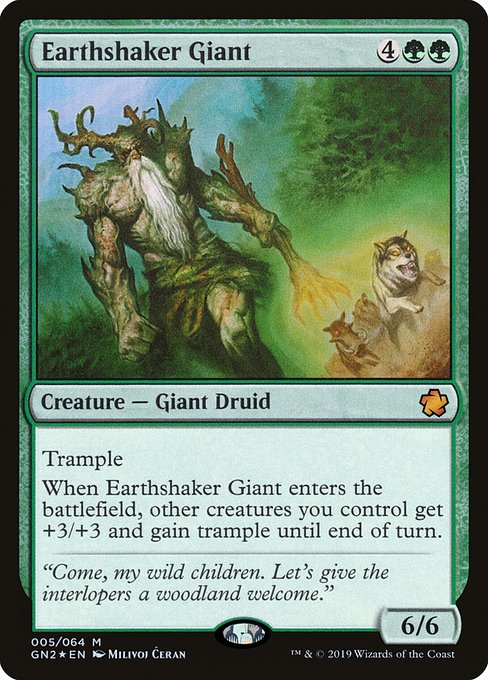 Earthshaker Giant 4
Creature — Giant Druid
Trample
When Earthshaker Giant enters the
battlefield, other creatures you control get
+3/+3 and gain trample until end of turn.
“Come, my wild children. Let’s give the
interlopers a woodland welcome.”
6/6
005/064 M
GN2★EN Milivoj Ćeran
™ & © 2019 Wizards of the Coast